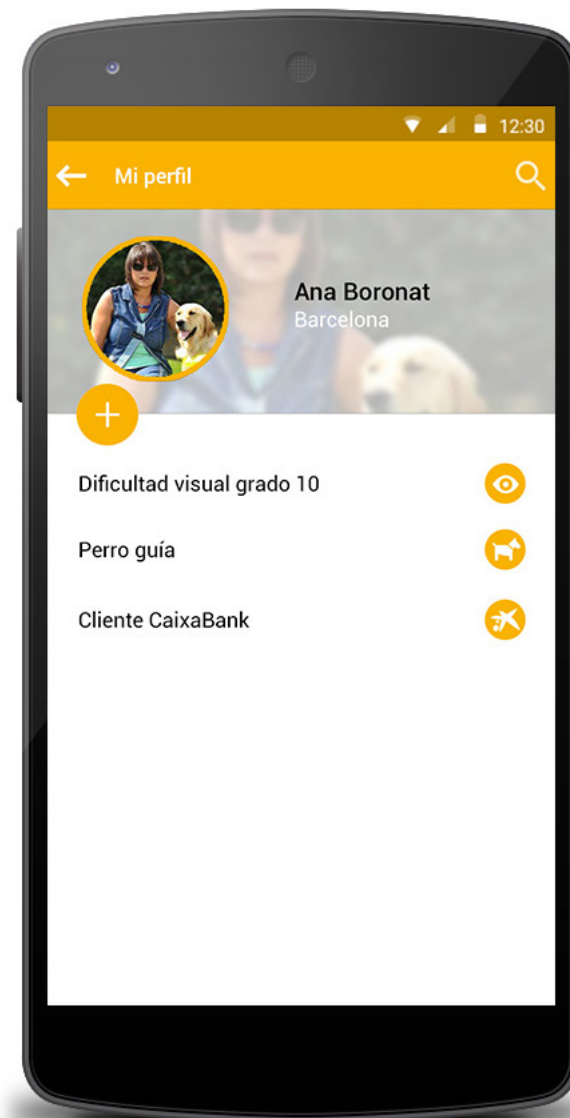 12:30
Mi perfil
Ana Boronat
Barcelona
Dificultad visual grado 10
Perro guía
Cliente CaixaBank